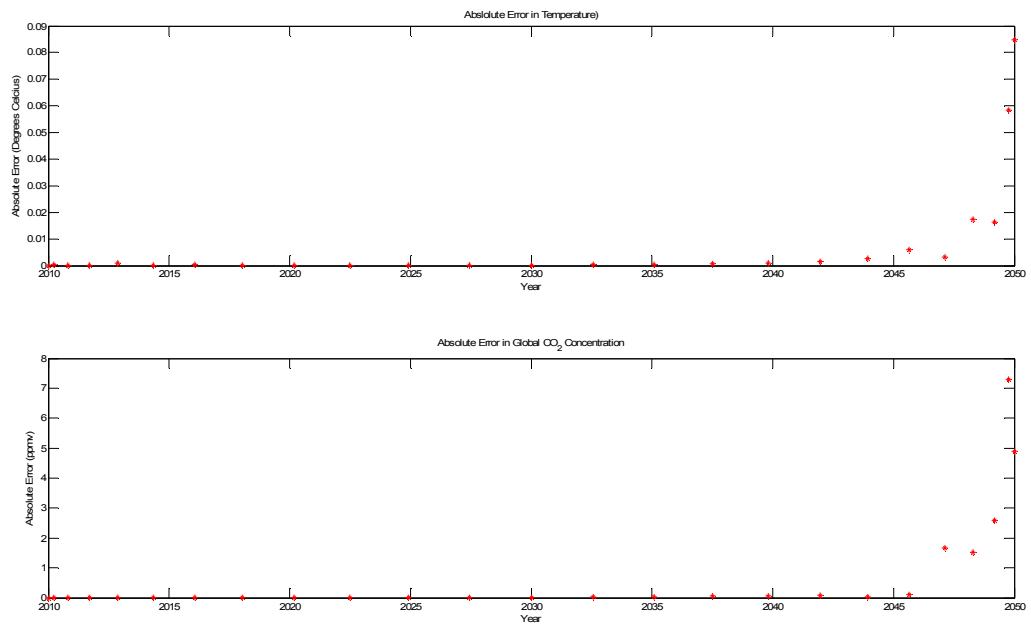 Abslolute Error in Temperature)
0.09
0.08
0.07
0.06
0.05
0.04
0.03
0.02
0.01
0
Absolute Error (Degrees Celcius)
2010 2015 2020 2025 2030 2035 2040 2045 2050
Year
Absolute Error in Global CO2 Concentration
8
7
6
5
4
3
2
1
0
Absolute Error (ppmv)
2010 2015 2020 2025 2030 2035 2040 2045 2050
Year